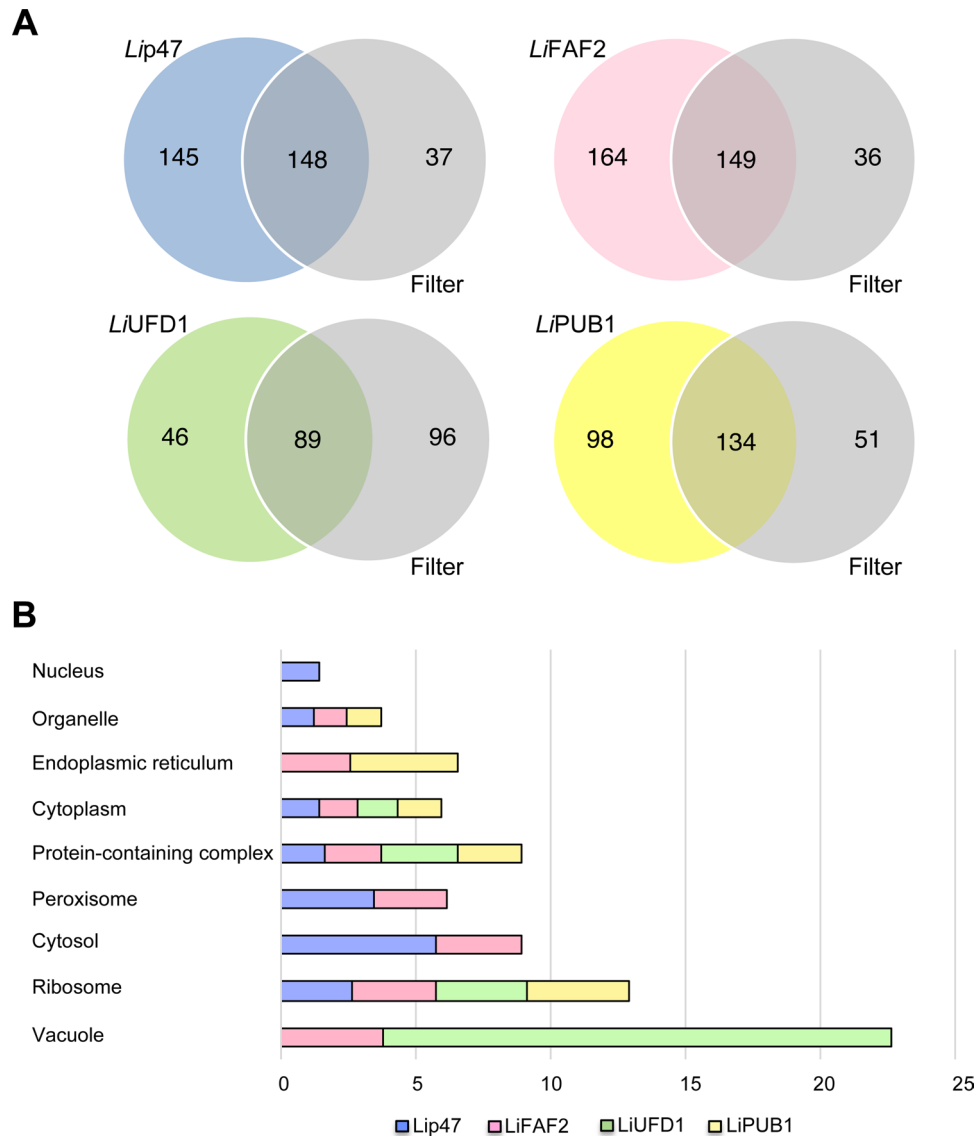 A
Lip47
LiFAF2
145 148 37
164 149 36
Filter
Filter
LiUFD1
LiPUB1
46 89 96
98 134 51
Filter
Filter
B
Nucleus
Organelle
Endoplasmic reticulum
Cytoplasm
Protein-containing complex
Peroxisome
Cytosol
Ribosome
Vacuole
0 5 10 15 20 25
Lip47 LiFAF2 LiUFD1 LiPUB1